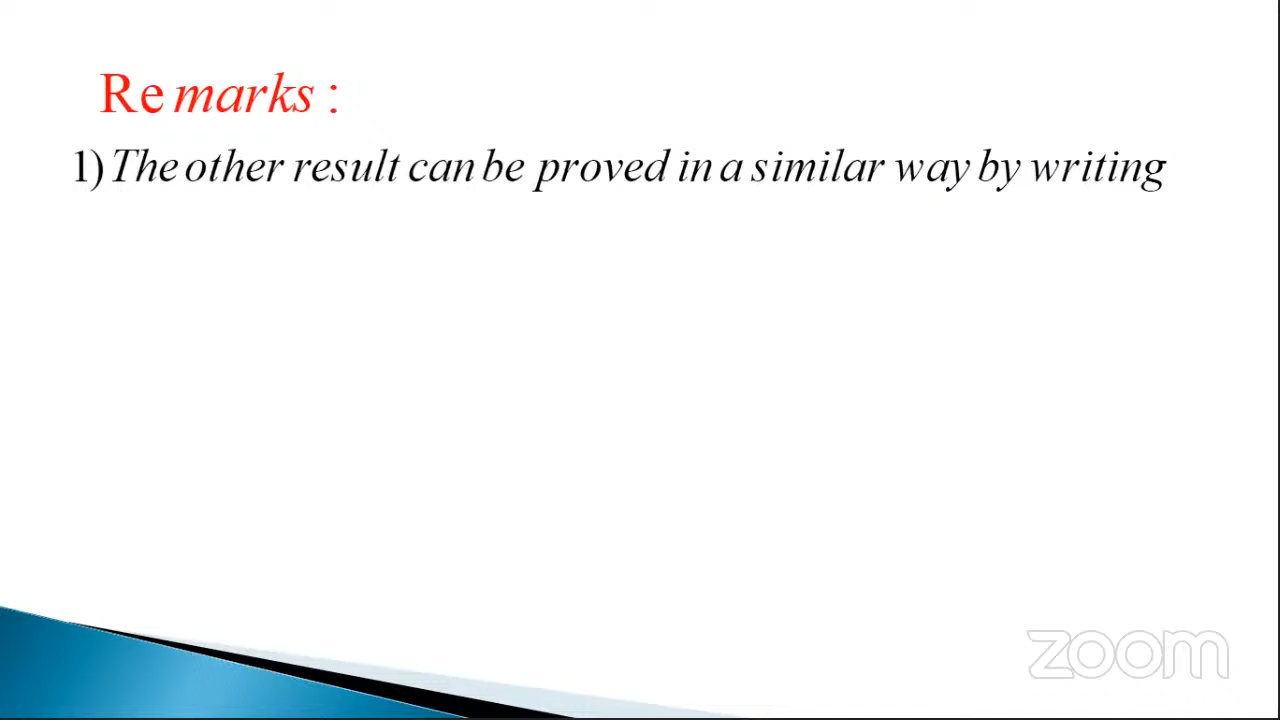 Remarks :
1) The other result can be proved in a similar way by writing
zoom